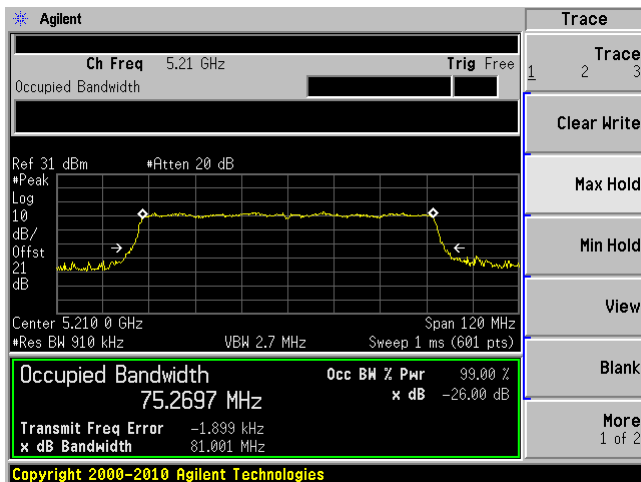 Agilent
Trace
Ch Freq 5.21 GHz Trig Free
Occupied Bandwidth
Trace
1 2 3
Clear Write
Max Hold
Min Hold
View
Blank
More
1 of 2
Ref 31 dBm #Atten 20 dB
#Peak
Log
10
dB/
Offst
21
dB
Center 5.210 0 GHz Span 120 MHz
#Res BW 910 kHz VBW 2.7 MHz Sweep 1 ms (601 pts)
Occupied Bandwidth Occ BW % Pwr 99.00 %
75.2697 MHz x dB -26.00 dB
Transmit Freq Error -1.899 kHz
x dB Bandwidth 81.001 MHz
Copyright 2000-2010 Agilent Technologies